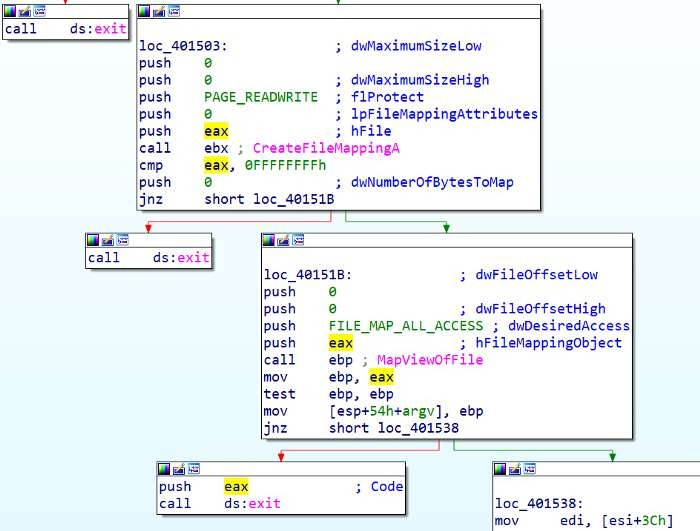 call    ds:exit
loc_401503:             ; dwMaximumSizeLow
push    0
push    0               ; dwMaximumSizeHigh
push    PAGE_READWRITE  ; flProtect
push    0               ; lpFileMappingAttributes
push    eax             ; hFile
call    ebx ; CreateFileMappingA
cmp     eax, 0FFFFFFFFh
push    0               ; dwNumberOfBytesToMap
jnz     short loc_40151B
call    ds:exit
loc_40151B:             ; dwFileOffsetLow
push    0
push    0               ; dwFileOffsetHigh
push    FILE_MAP_ALL_ACCESS ; dwDesiredAccess
push    eax             ; hFileMappingObject
call    ebp ; MapViewOfFile
mov     ebp, eax
test    ebp, ebp
mov     [esp+54h+argv], ebp
jnz     short loc_401538
push    eax             ; Code
call    ds:exit
loc_401538:
mov     edi, [esi+3Ch]